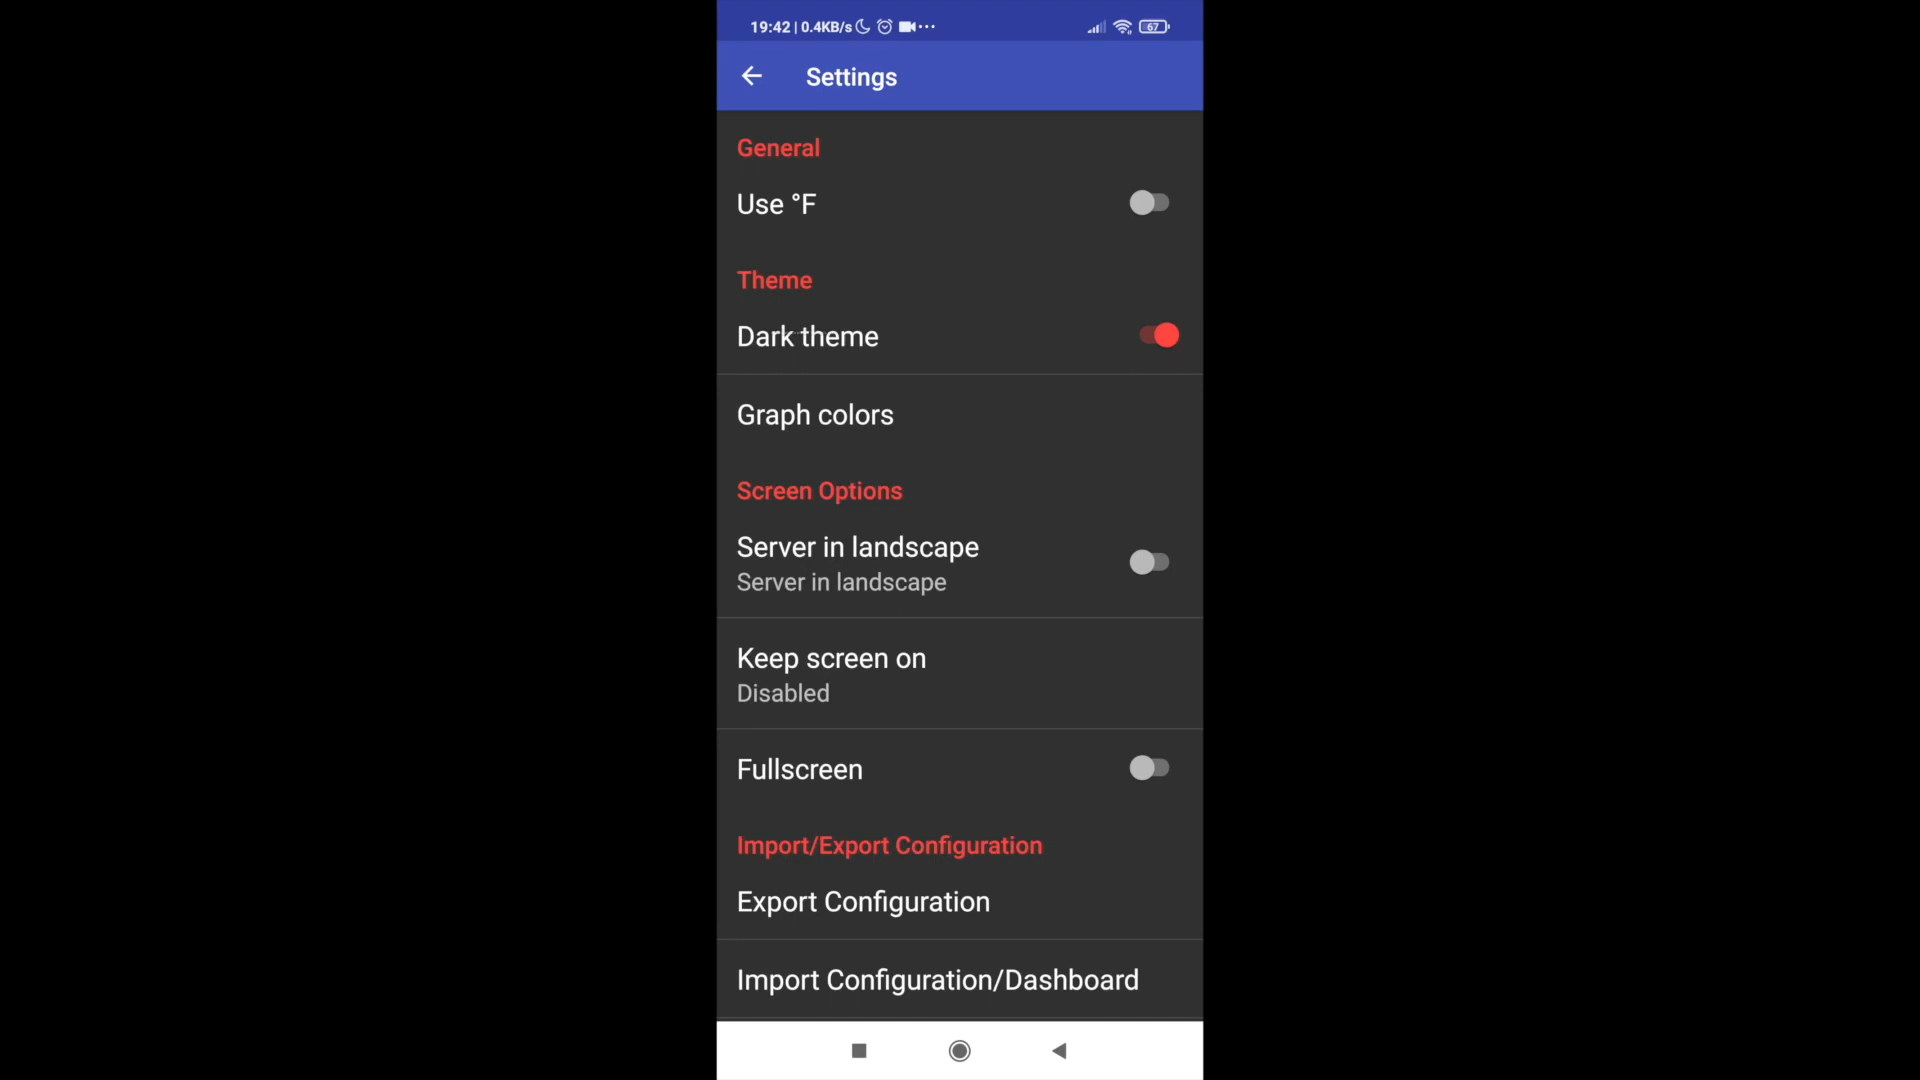 19:42 | 0.4KB/s
67
Settings
General
Use °F
Theme
Dark theme
Graph colors
Screen Options
Server in landscape
Server in landscape
Keep screen on
Disabled
Fullscreen
Import/Export Configuration
Export Configuration
Import Configuration/Dashboard